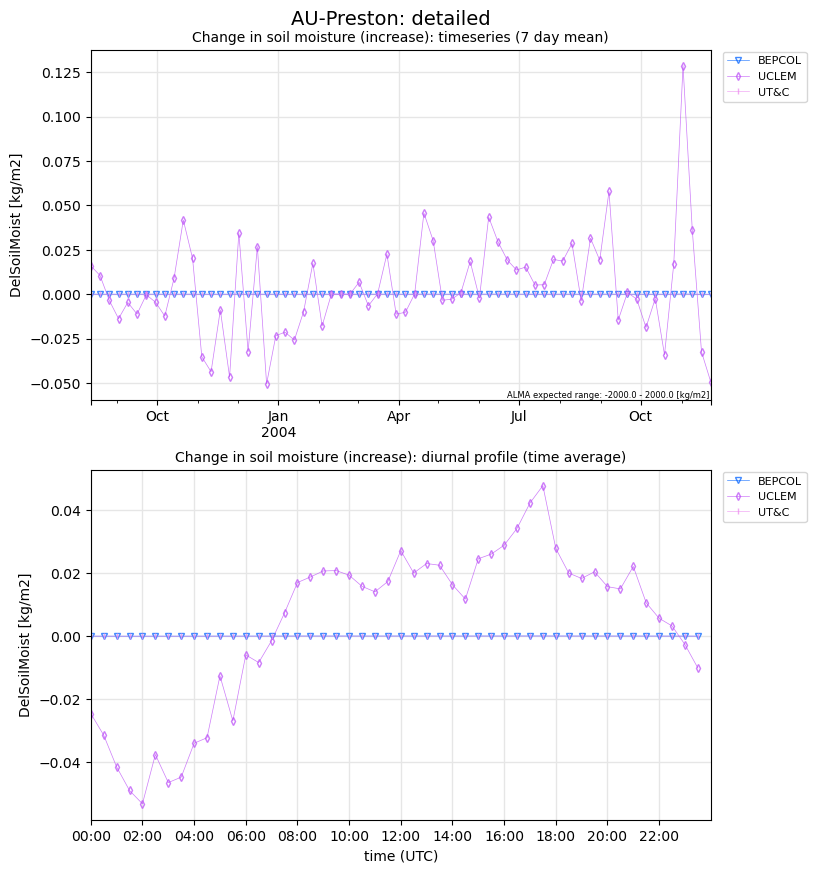 AU-Preston: detailed
Change in soil moisture (increase): timeseries (7 day mean)
DelSoilMoist [kg/m2]
0.125
0.100
0.075
0.050
0.025
0.000
−0.025
−0.050
BEPCOL
UCLEM
UT&C
ALMA expected range: -2000.0 - 2000.0 [kg/m2]
Oct
Jan
2004
Apr
Jul
Oct
Change in soil moisture (increase): diurnal profile (time average)
DelSoilMoist [kg/m2]
0.04
0.02
0.00
−0.02
−0.04
BEPCOL
UCLEM
UT&C
00:00 02:00 04:00 06:00 08:00 10:00 12:00 14:00 16:00 18:00 20:00 22:00
time (UTC)